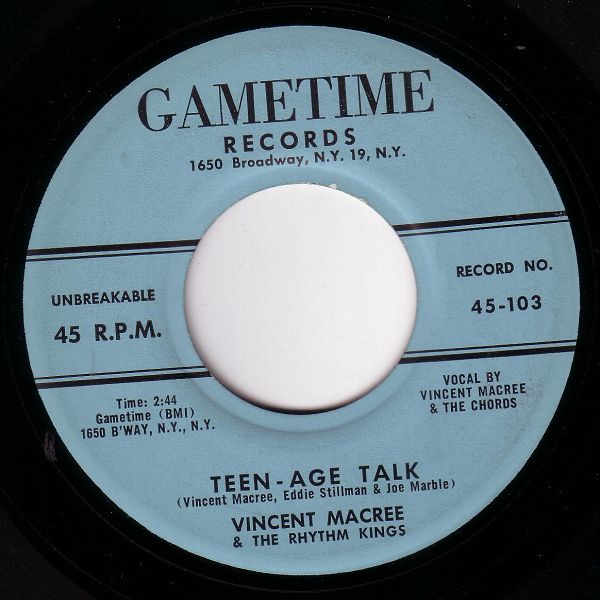 GAMETIME
RECORDS
1650 Broadway, N.Y. 19, N.Y.
UNBREAKABLE
45 R.P.M.
RECORD NO.
45-103
Time: 2:44
Gametime (BMI)
1650 B'WAY, N.Y., N.Y.
VOCAL BY
VINCENT MACREE
& THE CHORDS
TEEN-AGE TALK
(Vincent Macree, Eddie Stillman & Joe Marble)
VINCENT MACREE
& THE RHYTHM KINGS